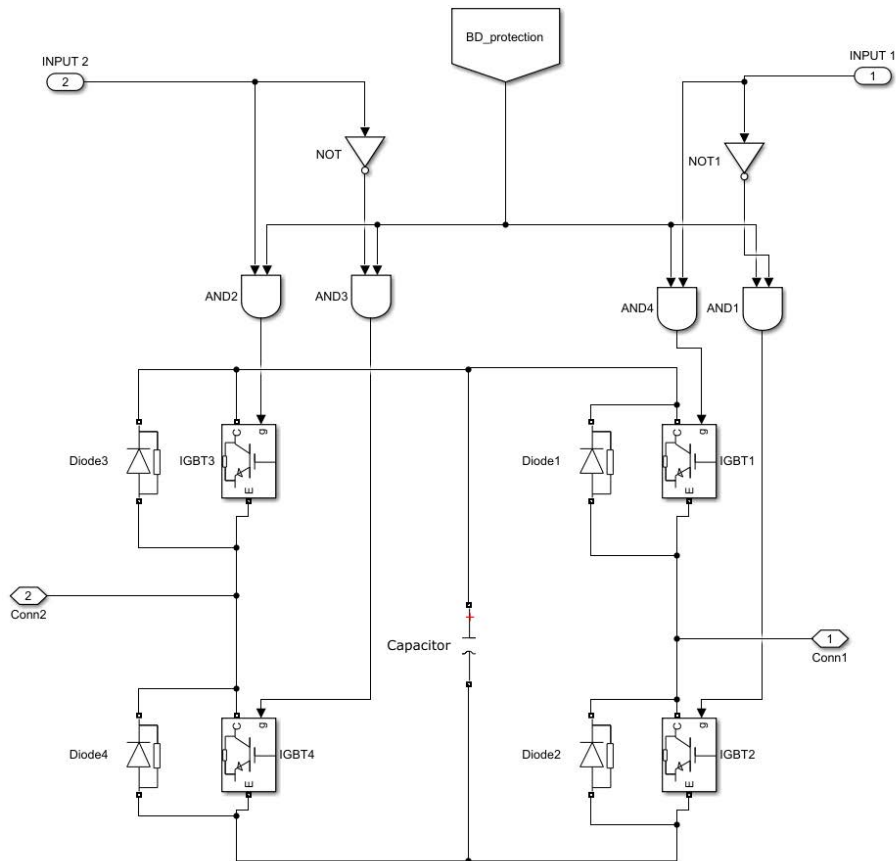 BD_protection
INPUT 2
2
INPUT 1
1
NOT
NOT1
AND2
AND3
AND4
AND1
Diode3
C
g
E
IGBT3
Diode1
C
g
E
IGBT1
2
Conn2
+
Capacitor
1
Conn1
Diode4
C
g
E
IGBT4
Diode2
C
g
E
IGBT2